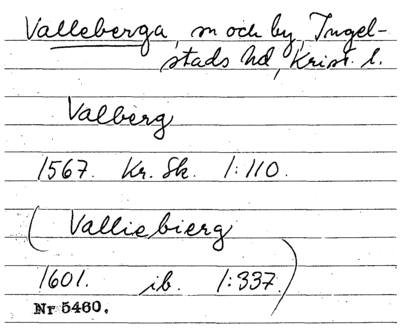 Valleberga, sn och by, Ingel-
stads hd, Krist. l.
Valberg
1567. Kr. Sk. 1:110.
(Valliebierg
1601. ib. 1:337.)
Nr 5460.